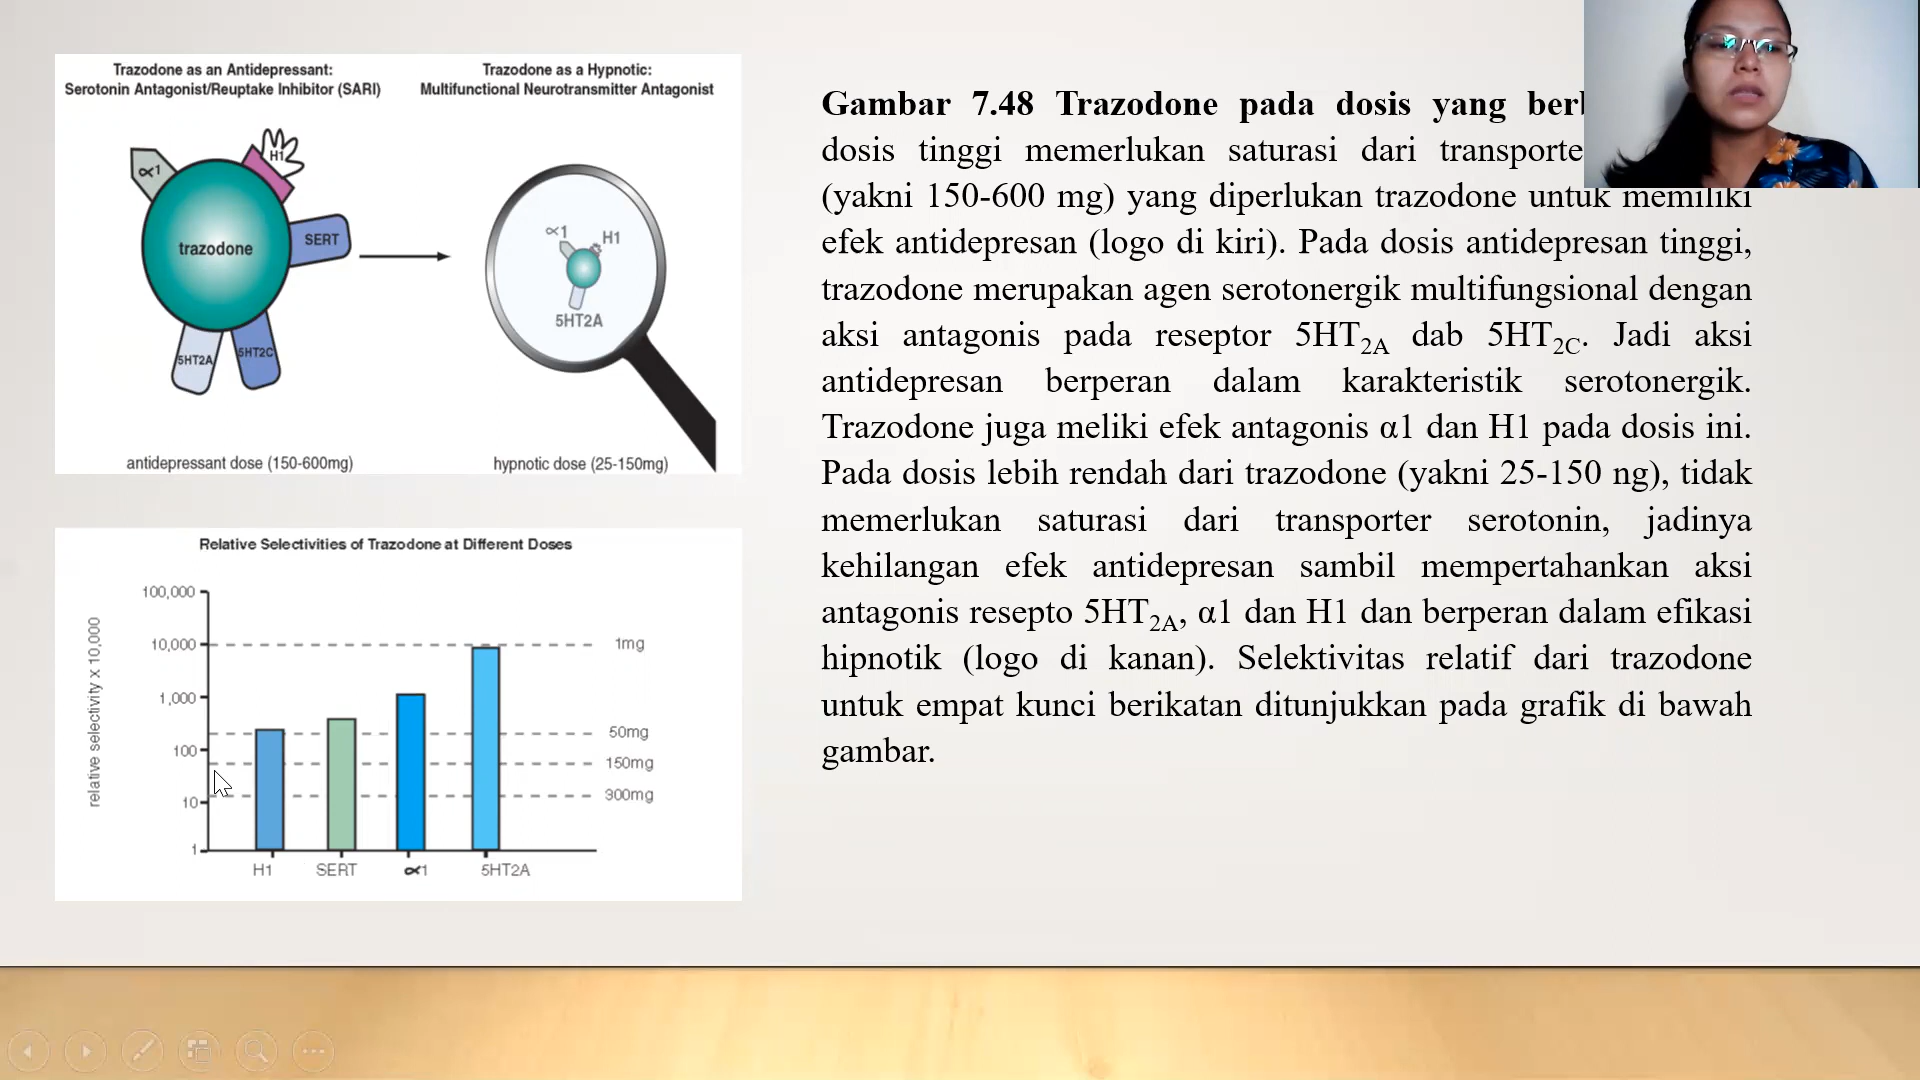 Trazodone as an Antidepressant:
Serotonin Antagonist/Reuptake Inhibitor (SARI)
Trazodone as a Hypnotic:
Multifunctional Neurotransmitter Antagonist
∝1
H1
SERT
trazodone
5HT2A
5HT2C
∝1
H1
5HT2A
antidepressant dose (150-600mg)
hypnotic dose (25-150mg)
Relative Selectivities of Trazodone at Different Doses
relative selectivity x 10,000
100,000
10,000
1,000
100
10
1
1mg
50mg
150mg
300mg
H1
SERT
∝1
5HT2A
Gambar 7.48 Trazodone pada dosis yang
dosis tinggi memerlukan saturasi dari
(yakni 150-600 mg) yang diperlukan trazodone untuk memiliki
efek antidepresan (logo di kiri). Pada dosis antidepresan tinggi,
trazodone merupakan agen serotonergik multifungsional dengan
aksi antagonis pada reseptor 5HT2A dab 5HT2C. Jadi aksi
antidepresan berperan dalam karakteristik serotonergik.
Trazodone juga meliki efek antagonis α1 dan H1 pada dosis ini.
Pada dosis lebih rendah dari trazodone (yakni 25-150 ng), tidak
memerlukan saturasi dari transporter serotonin, jadinya
kehilangan efek antidepresan sambil mempertahankan aksi
antagonis resepto 5HT2A, α1 dan H1 dan berperan dalam efikasi
hipnotik (logo di kanan). Selektivitas relatif dari trazodone
untuk empat kunci berikatan ditunjukkan pada grafik di bawah
gambar.